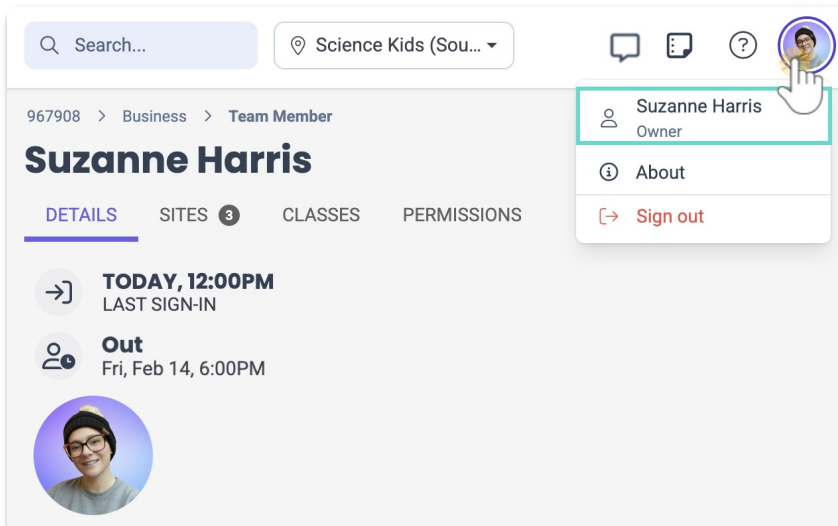 Search...
Science Kids (Sou...
?
967908 > Business > Team Member
Suzanne Harris
Owner
About
Sign out
Suzanne Harris
DETAILS
SITES 3
CLASSES
PERMISSIONS
TODAY, 12:00PM
LAST SIGN-IN
Out
Fri, Feb 14, 6:00PM